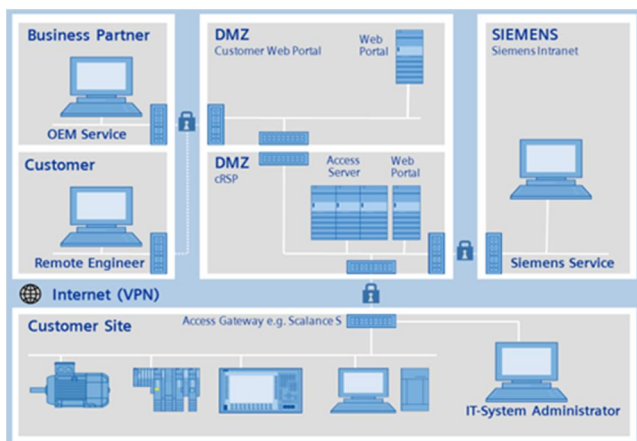 Business Partner
OEM Service
Customer
Remote Engineer
DMZ
Customer Web Portal
Web
Portal
DMZ
cRSP
Access
Server
Web
Portal
SIEMENS
Siemens Intranet
Siemens Service
Internet (VPN)
Customer Site
Access Gateway e.g. Scalance S
IT-System Administrator